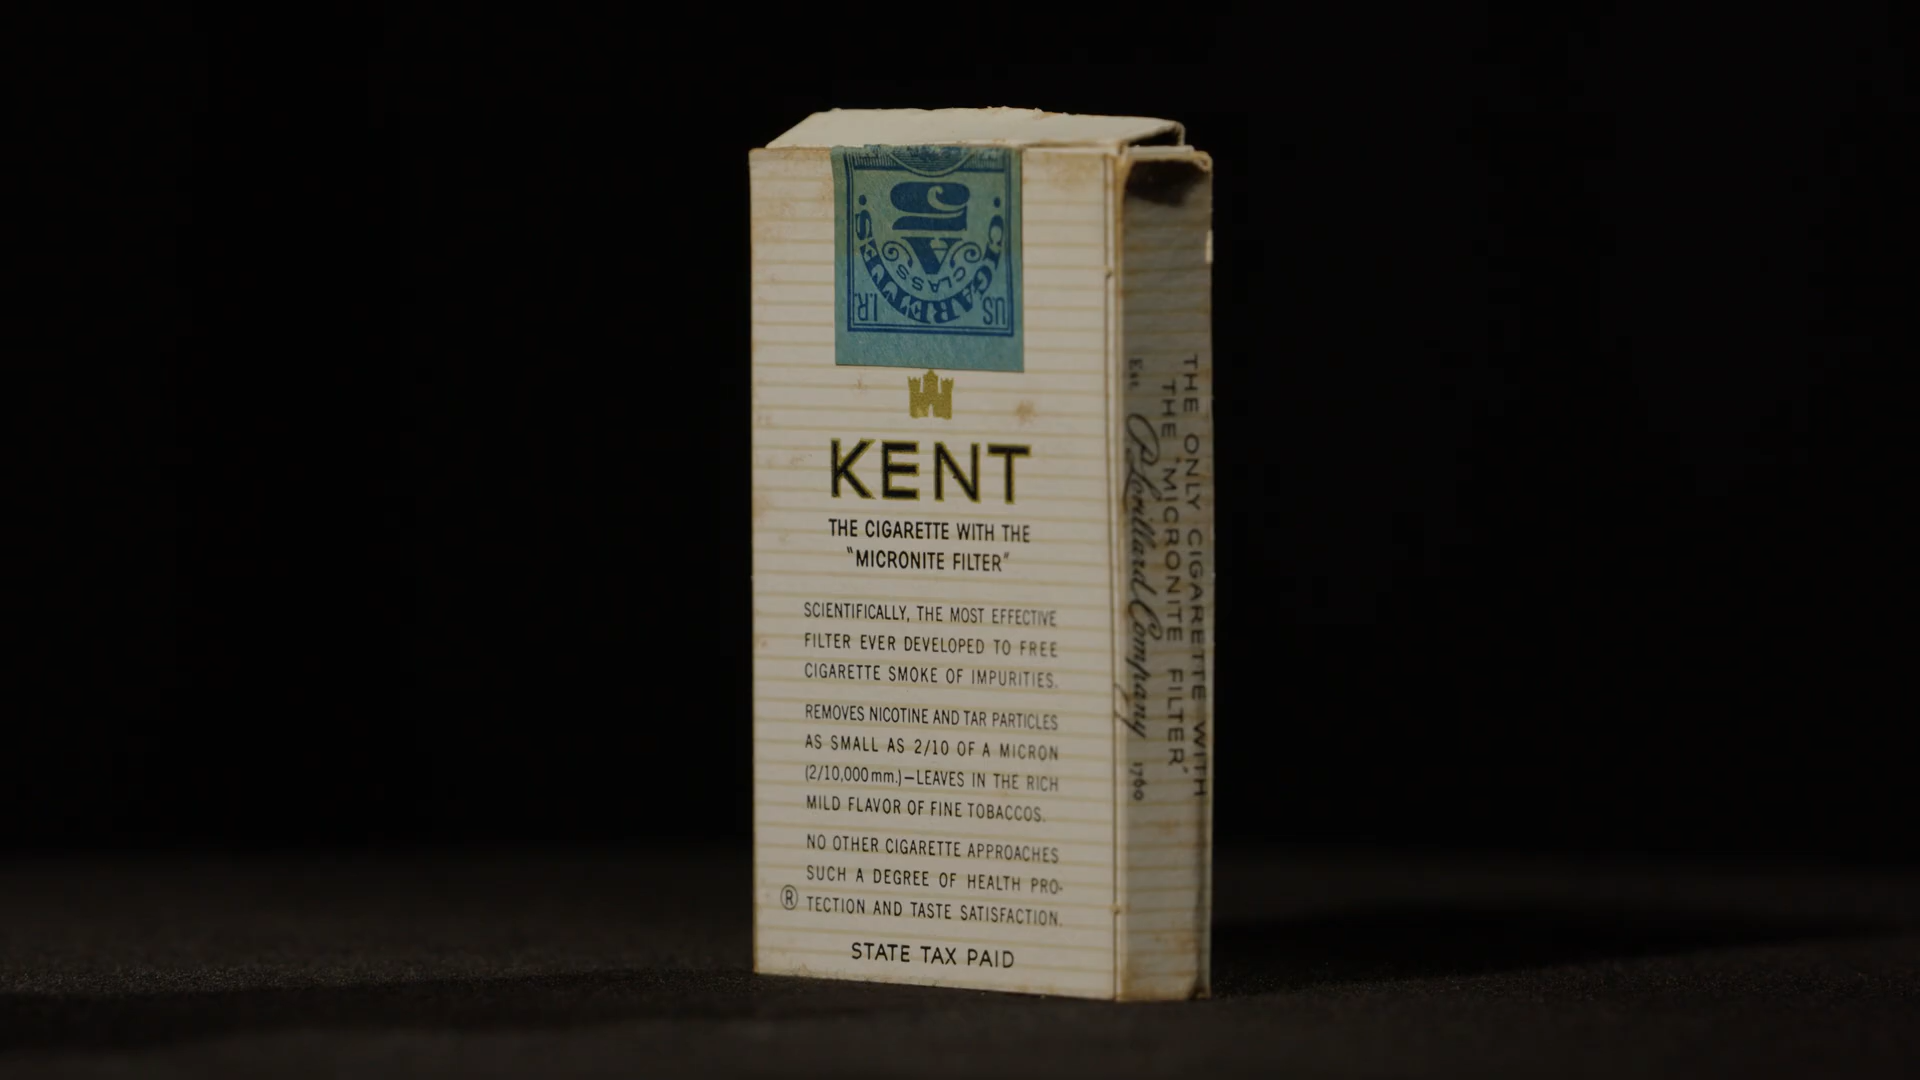 US I.R.
CIGARETTES
CLASS
A
KENT
THE CIGARETTE WITH THE
"MICRONITE FILTER"
SCIENTIFICALLY, THE MOST EFFECTIVE
FILTER EVER DEVELOPED TO FREE
CIGARETTE SMOKE OF IMPURITIES.
REMOVES NICOTINE AND TAR PARTICLES
AS SMALL AS 2/10 OF A MICRON
(2/10,000 mm.)—LEAVES IN THE RICH
MILD FLAVOR OF FINE TOBACCOS.
NO OTHER CIGARETTE APPROACHES
SUCH A DEGREE OF HEALTH PRO-
® TECTION AND TASTE SATISFACTION.
STATE TAX PAID
THE ONLY CIGARETTE WITH
THE "MICRONITE FILTER"
Est. P. Lorillard Company 1760